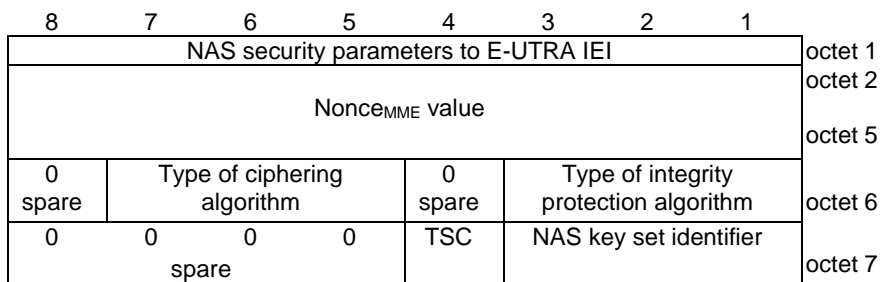 8 7 6 5 4 3 2 1
NAS security parameters to E-UTRA IEI octet 1
octet 2
NonceMME value
octet 5
0 Type of ciphering 0 Type of integrity
spare algorithm spare protection algorithm octet 6
0 0 0 0 TSC NAS key set identifier
spare octet 7